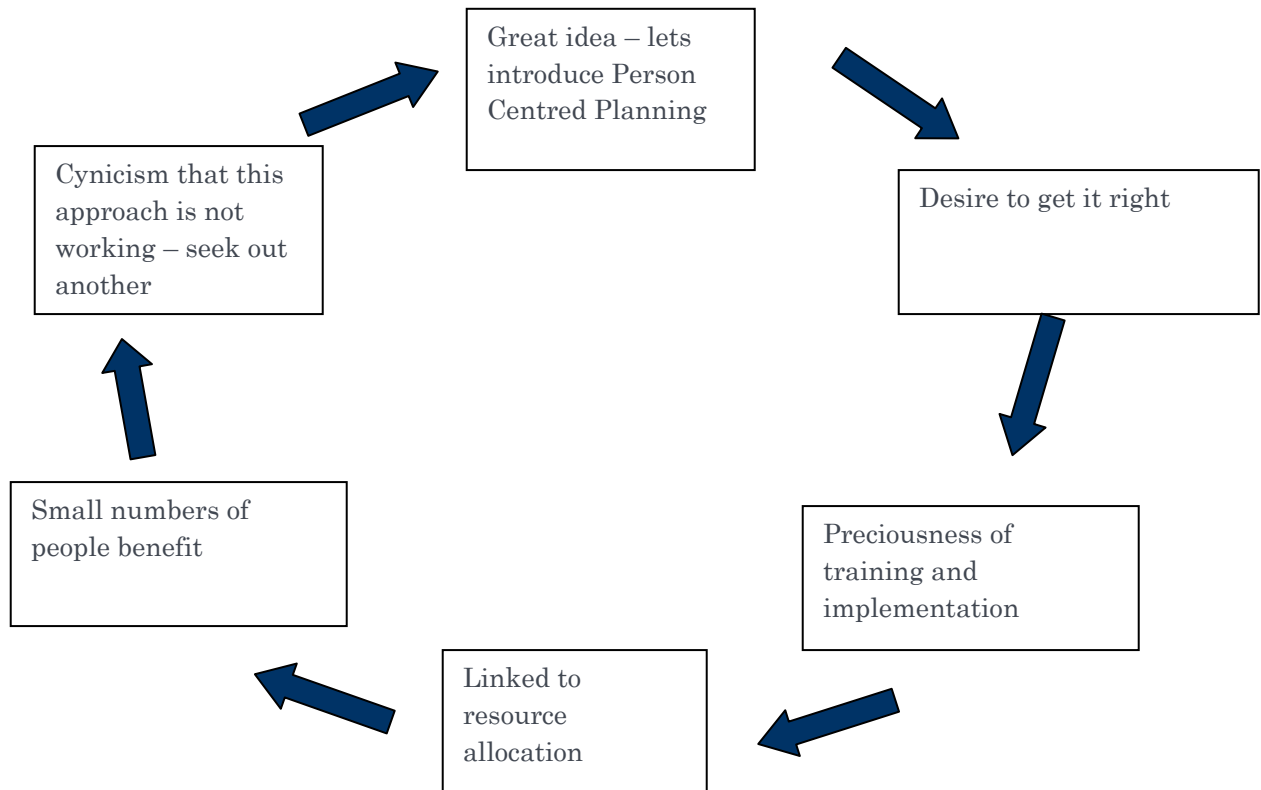 Great idea – lets
introduce Person
Centred Planning
Desire to get it right
Preciousness of
training and
implementation
Linked to
resource
allocation
Small numbers of
people benefit
Cynicism that this
approach is not
working – seek out
another